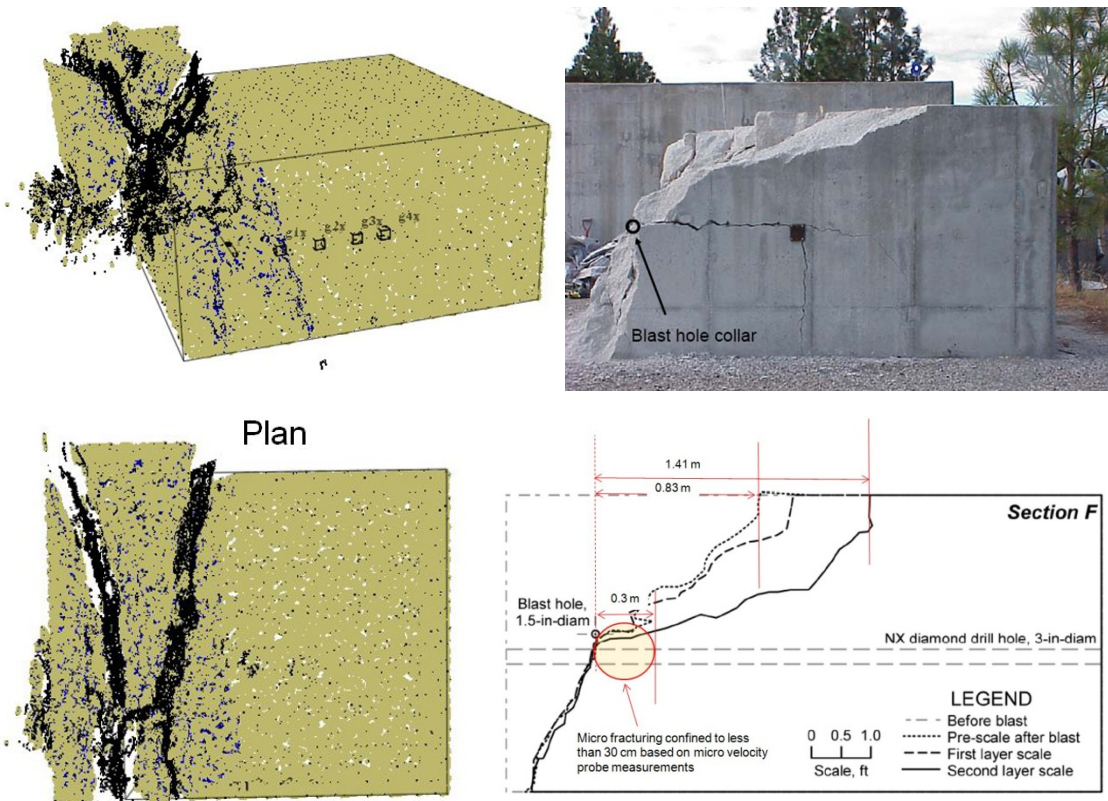 g1x
g2x
g3x
g4x
Blast hole collar
Plan
1.41 m
0.83 m
Section F
0.3 m
Blast hole,
1.5-in-diam
NX diamond drill hole, 3-in-diam
LEGEND
Before blast
Pre-scale after blast
First layer scale
Second layer scale
0 0.5 1.0
Scale, ft
Micro fracturing confined to less
than 30 cm based on micro velocity
probe measurements